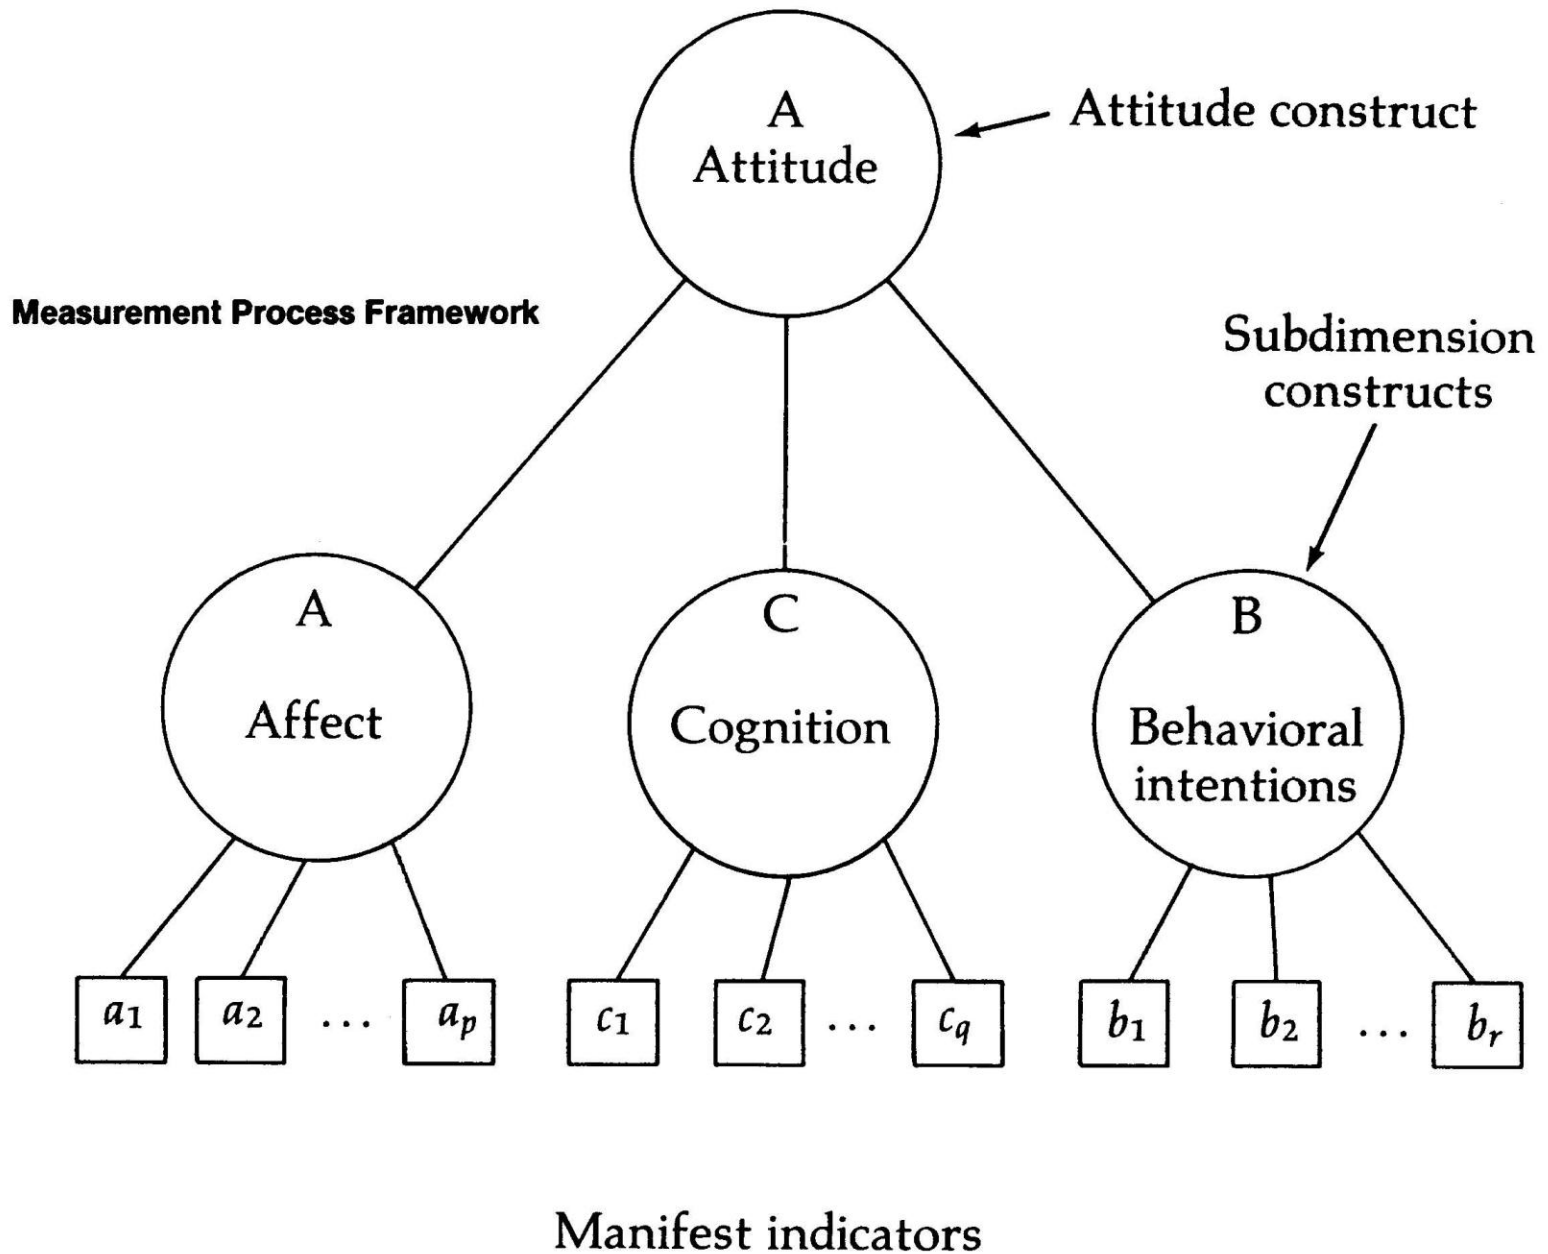 A
Attitude
Attitude construct
Measurement Process Framework
Subdimension
constructs
A
Affect
C
Cognition
B
Behavioral
intentions
a1 a2 ... ap
c1 c2 ... cq
b1 b2 ... br
Manifest indicators